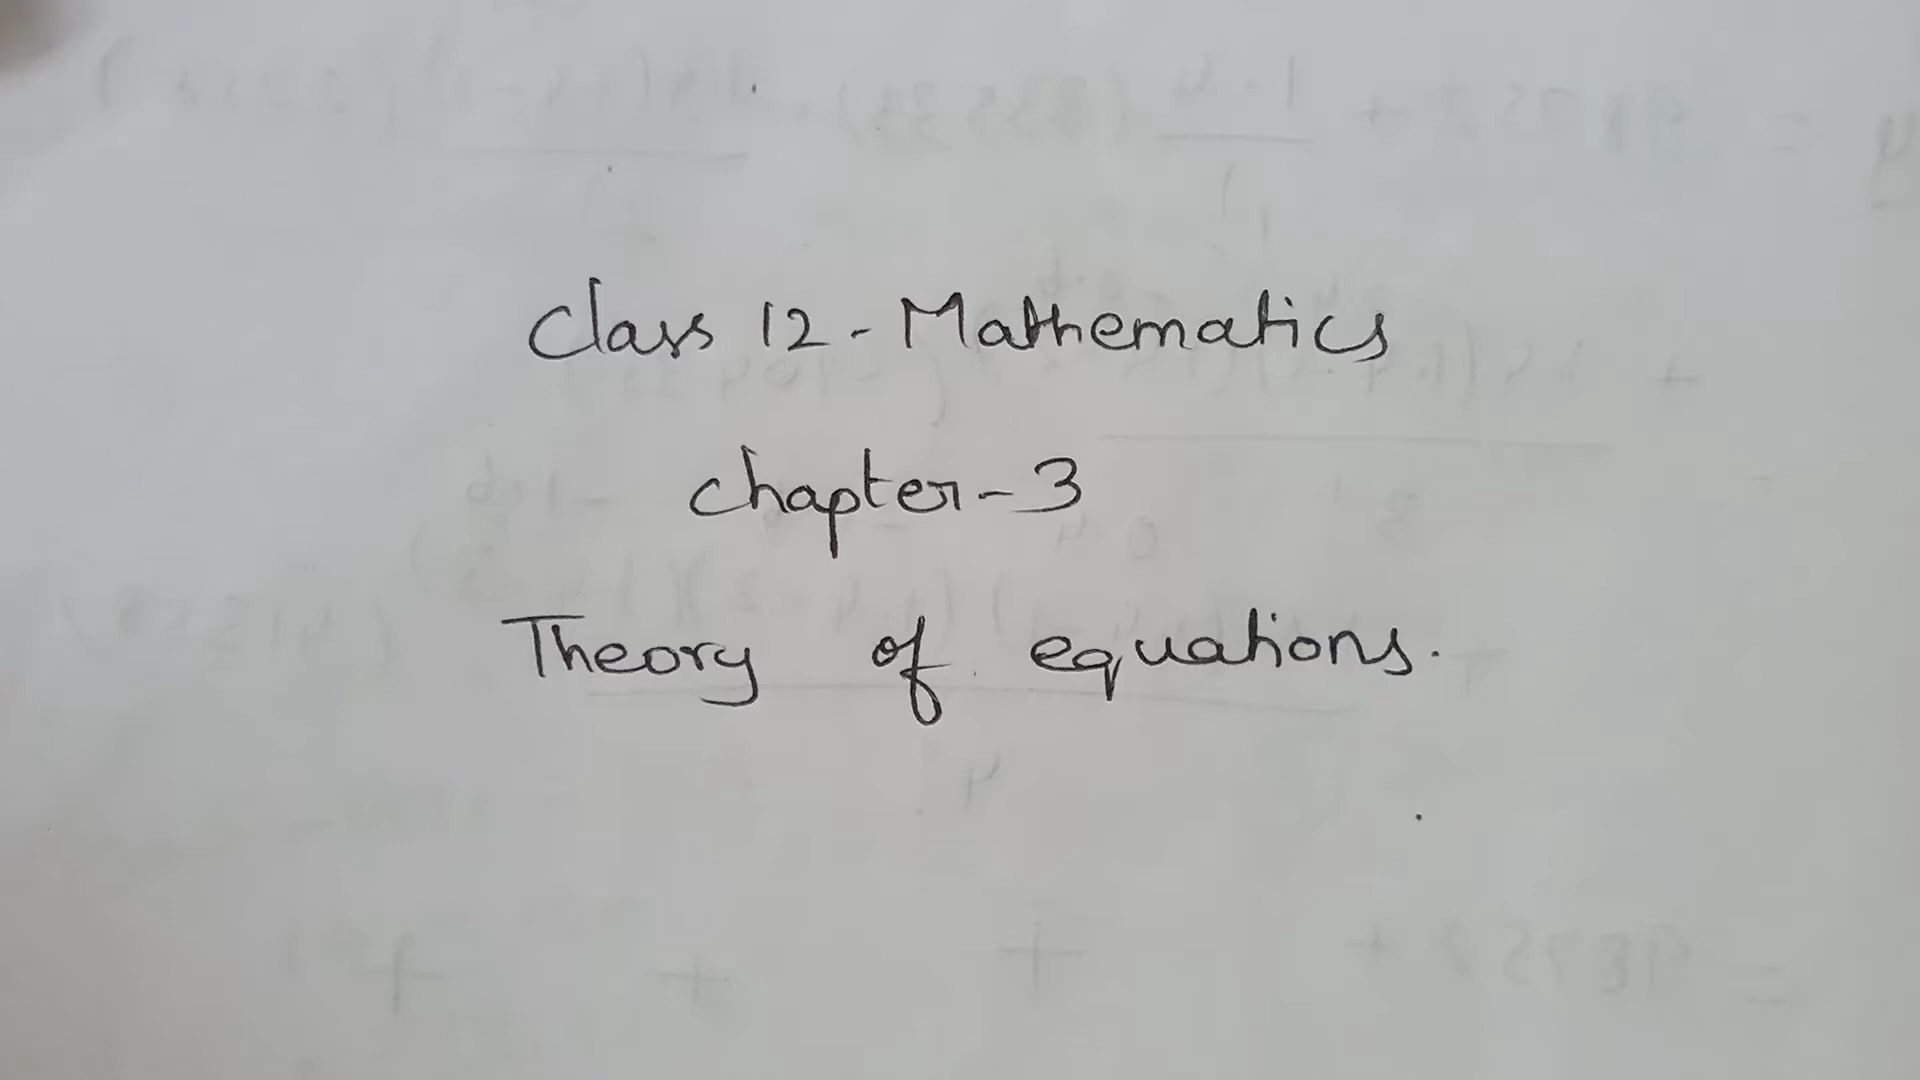 Class 12 - Mathematics
Chapter - 3
Theory of equations.